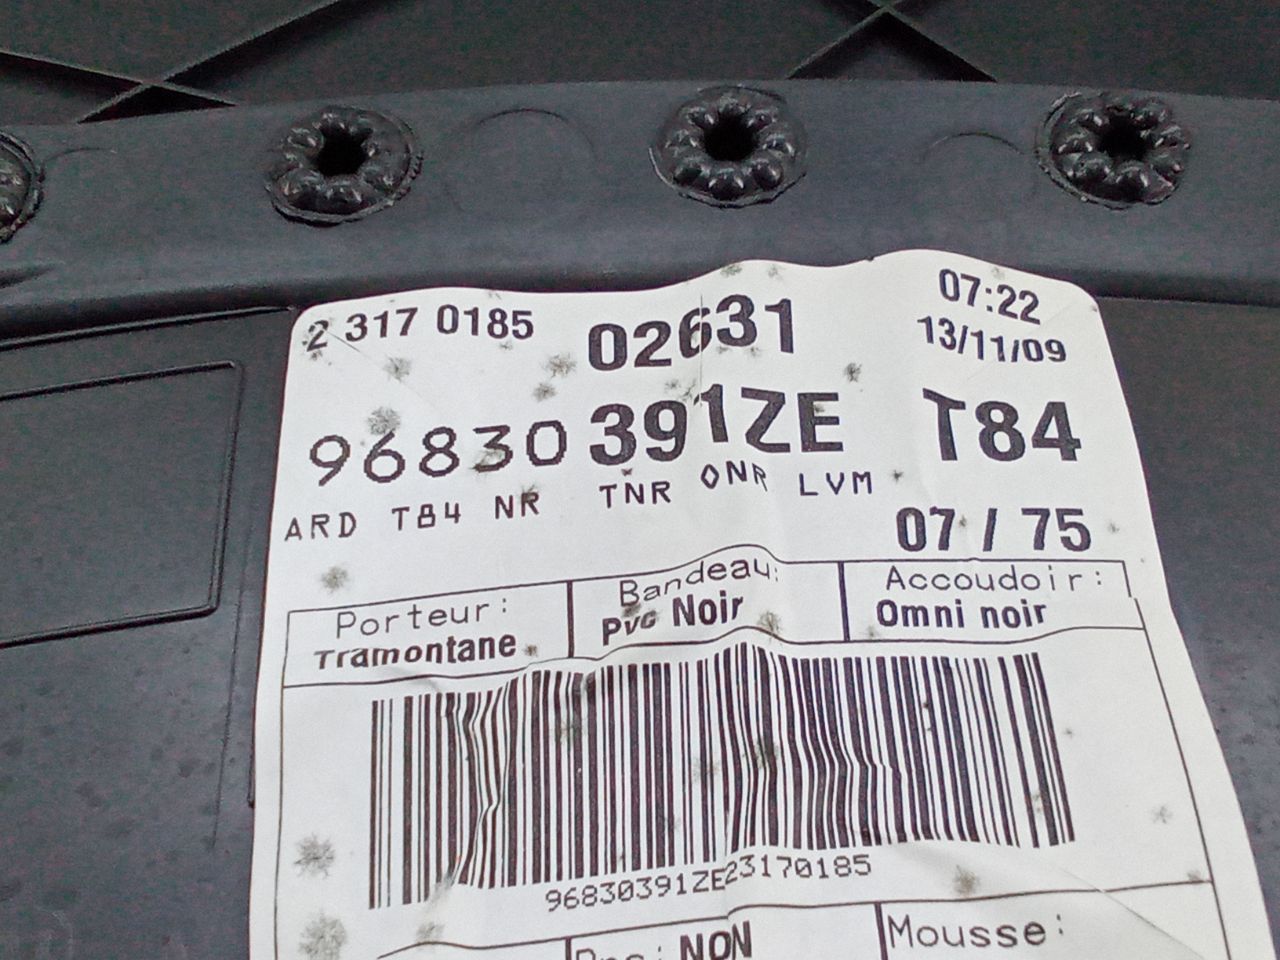 2 317 0185 02631 07:22
13/11/09
96830 391ZE T84
ARD T84 NR TNR ONR LVM
07 / 75
Porteur: Bandeau: Accoudoir:
Tramontane PVC Noir Omni noir
96830391ZE23170185
NON Mousse: